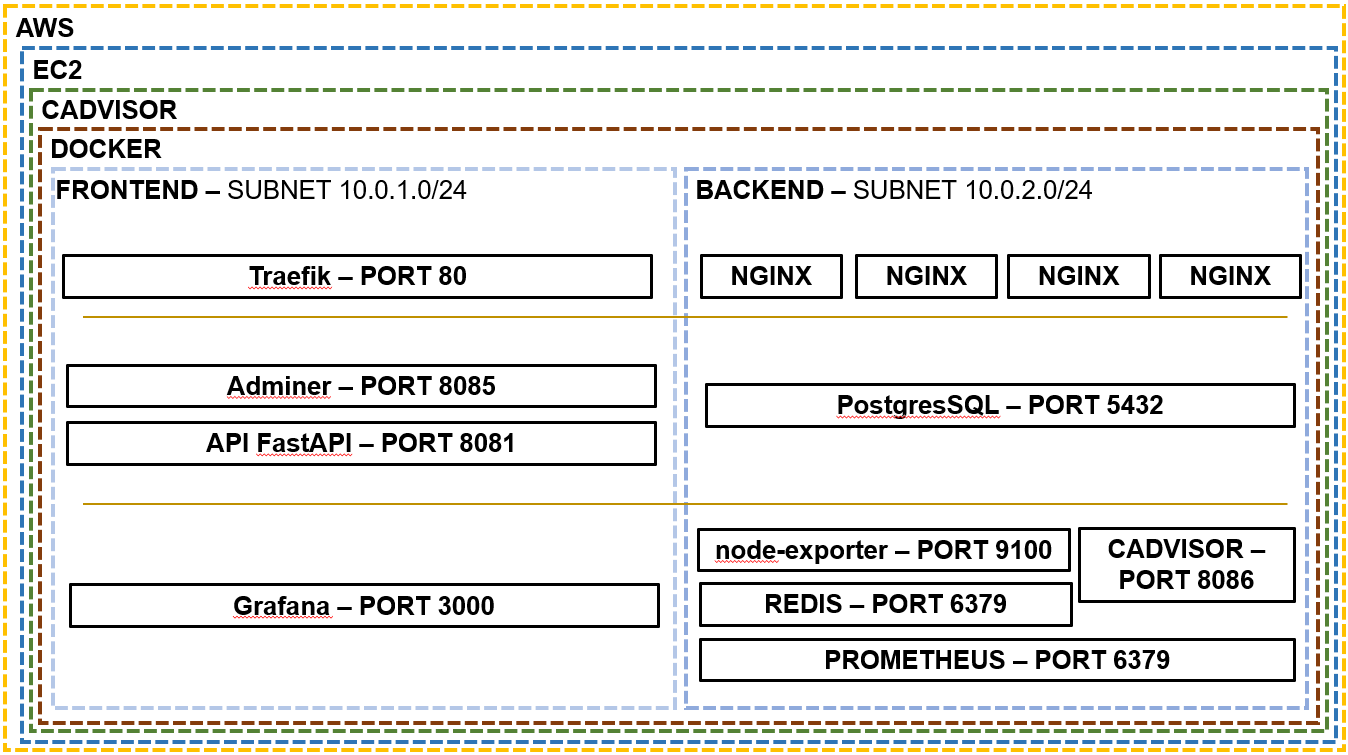 AWS
EC2
CADVISOR
DOCKER
FRONTEND – SUBNET 10.0.1.0/24
Traefik – PORT 80
Adminer – PORT 8085
API FastAPI – PORT 8081
Grafana – PORT 3000
BACKEND – SUBNET 10.0.2.0/24
NGINX
NGINX
NGINX
NGINX
PostgresSQL – PORT 5432
node-exporter – PORT 9100
CADVISOR –
PORT 8086
REDIS – PORT 6379
PROMETHEUS – PORT 6379